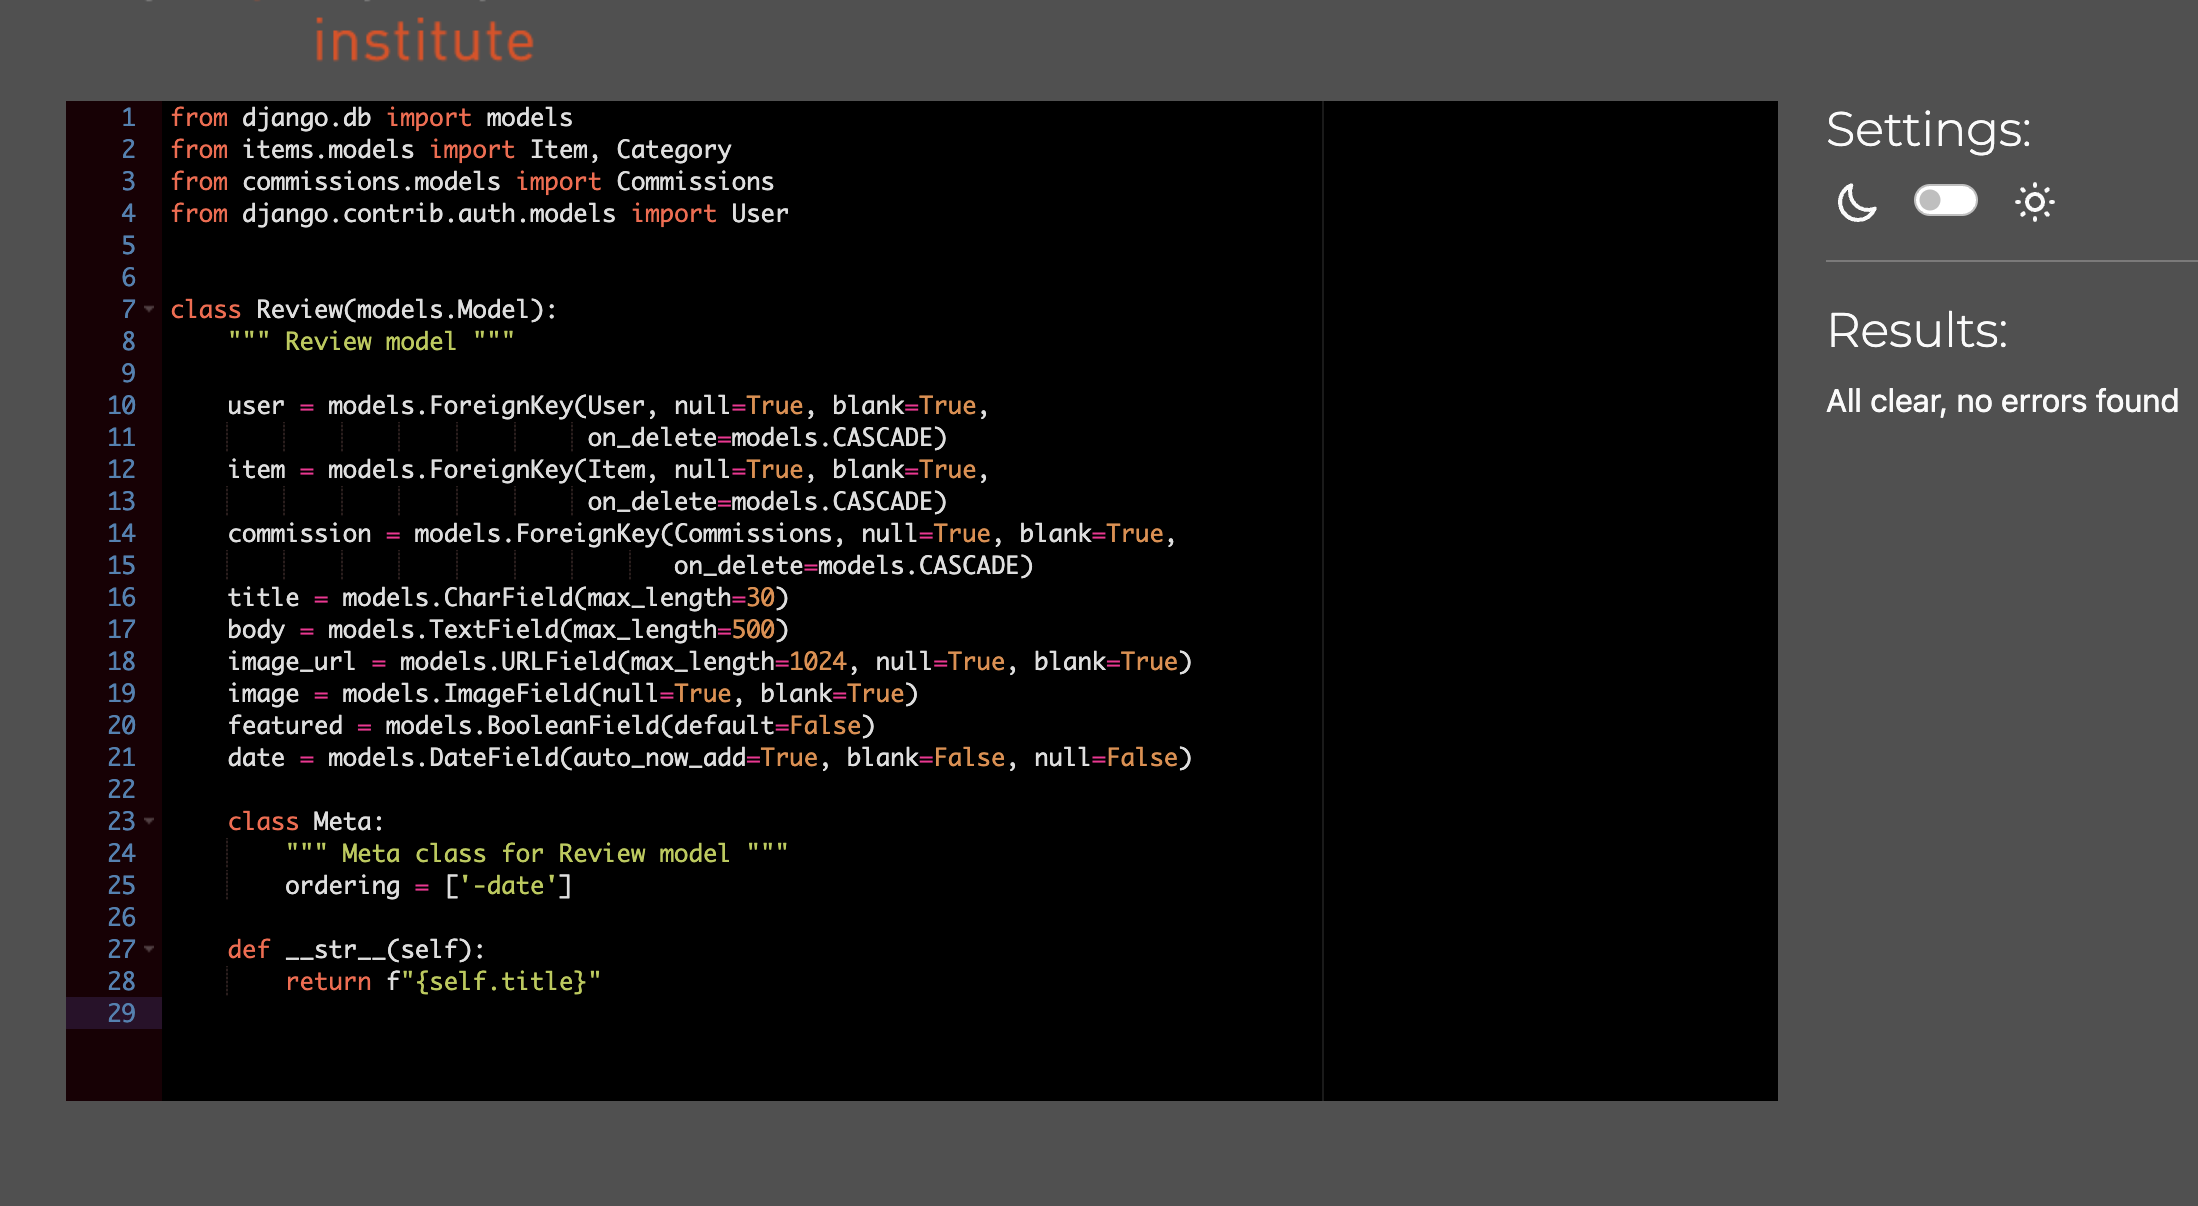 institute
1 from django.db import models
2 from items.models import Item, Category
3 from commissions.models import Commissions
4 from django.contrib.auth.models import User
5
6
7 class Review(models.Model):
8     """ Review model """
9
10     user = models.ForeignKey(User, null=True, blank=True,
11                              on_delete=models.CASCADE)
12     item = models.ForeignKey(Item, null=True, blank=True,
13                              on_delete=models.CASCADE)
14     commission = models.ForeignKey(Commissions, null=True, blank=True,
15                                    on_delete=models.CASCADE)
16     title = models.CharField(max_length=30)
17     body = models.TextField(max_length=500)
18     image_url = models.URLField(max_length=1024, null=True, blank=True)
19     image = models.ImageField(null=True, blank=True)
20     featured = models.BooleanField(default=False)
21     date = models.DateField(auto_now_add=True, blank=False, null=False)
22
23     class Meta:
24         """ Meta class for Review model """
25         ordering = ['-date']
26
27     def __str__(self):
28         return f"{self.title}"
29
Settings:
Results:
All clear, no errors found